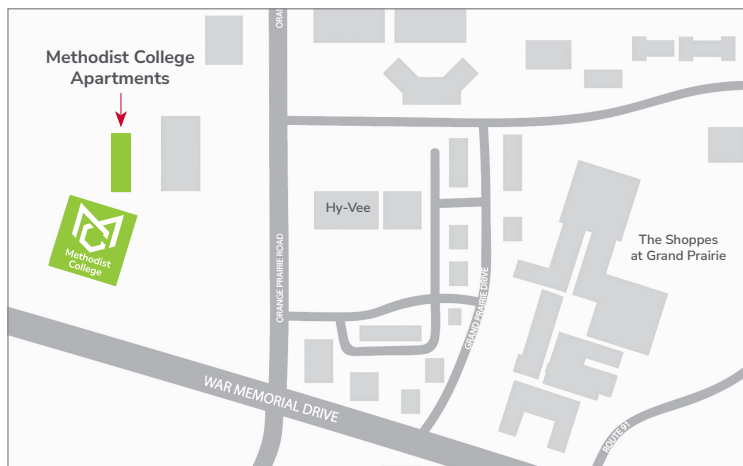 ORAN
Methodist College
Apartments
Methodist
College
Hy-Vee
ORANGE PRAIRIE ROAD
The Shoppes
at Grand Prairie
GRAND PRAIRIE DRIVE
WAR MEMORIAL DRIVE
ROUTE 91